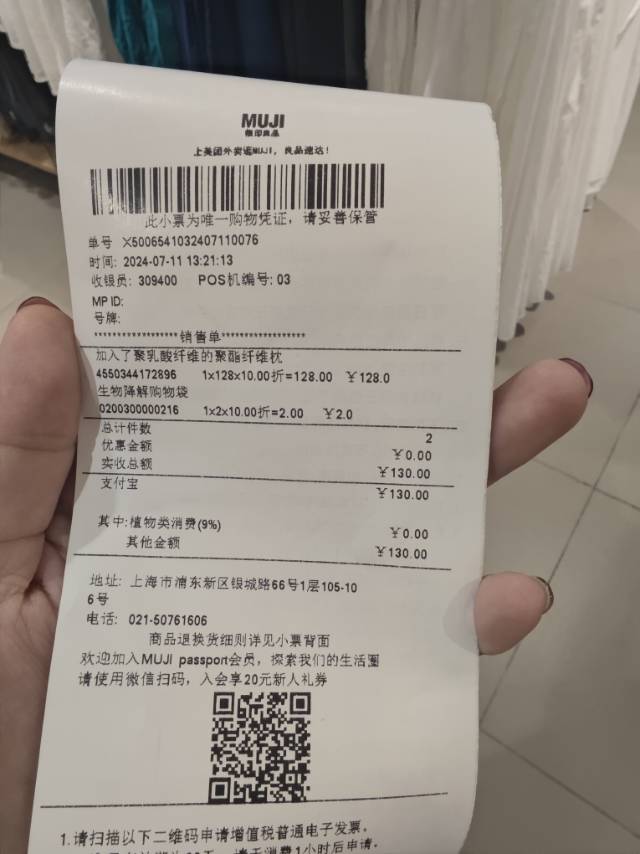 MUJI
無印良品
上美团外卖逛MUJI，良品速达！
此小票为唯一购物凭证，请妥善保管
单号 X5006541032407110076
时间: 2024-07-11 13:21:13
收银员: 309400 POS机编号: 03
MP ID:
号牌:
******************销售单******************
加入了聚乳酸纤维的聚酯纤维枕
4550344172896 1x128x10.00折=128.00 ￥128.0
生物降解购物袋
0200300000216 1x2x10.00折=2.00 ￥2.0
总计件数 2
优惠金额 ￥0.00
实收总额 ￥130.00
支付宝 ￥130.00
其中:植物类消费(9%) ￥0.00
其他金额 ￥130.00
地址: 上海市浦东新区银城路66号1层105-10
6号
电话: 021-50761606
商品退换货细则详见小票背面
欢迎加入MUJI passport会员，探索我们的生活圈
请使用微信扫码，入会享20元新人礼券
1.请扫描以下二维码申请增值税普通电子发票。
请于消费1小时后申请.